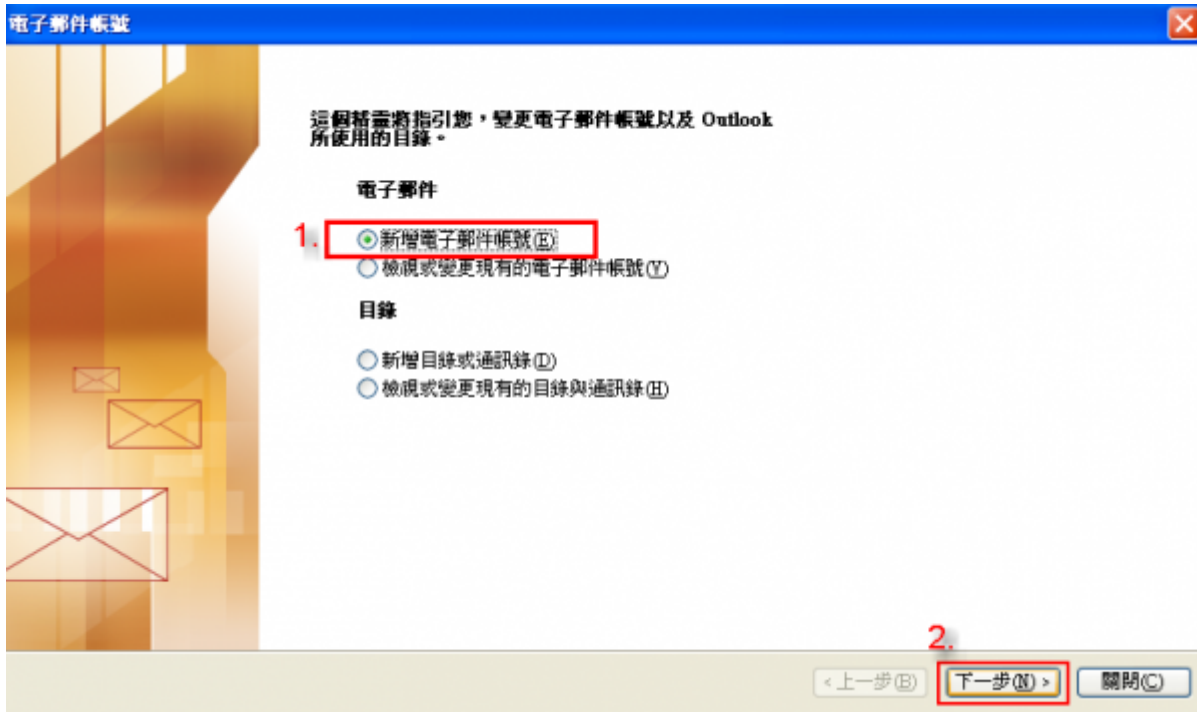 電子郵件帳號
這個精靈將指引您，變更電子郵件帳號以及 Outlook
所使用的目錄。
電子郵件
1.
新增電子郵件帳號(E)
檢視或變更現有的電子郵件帳號(Y)
目錄
新增目錄或通訊錄(D)
檢視或變更現有的目錄與通訊錄(H)
2.
<上一步(B)
下一步(N) >
關閉(C)